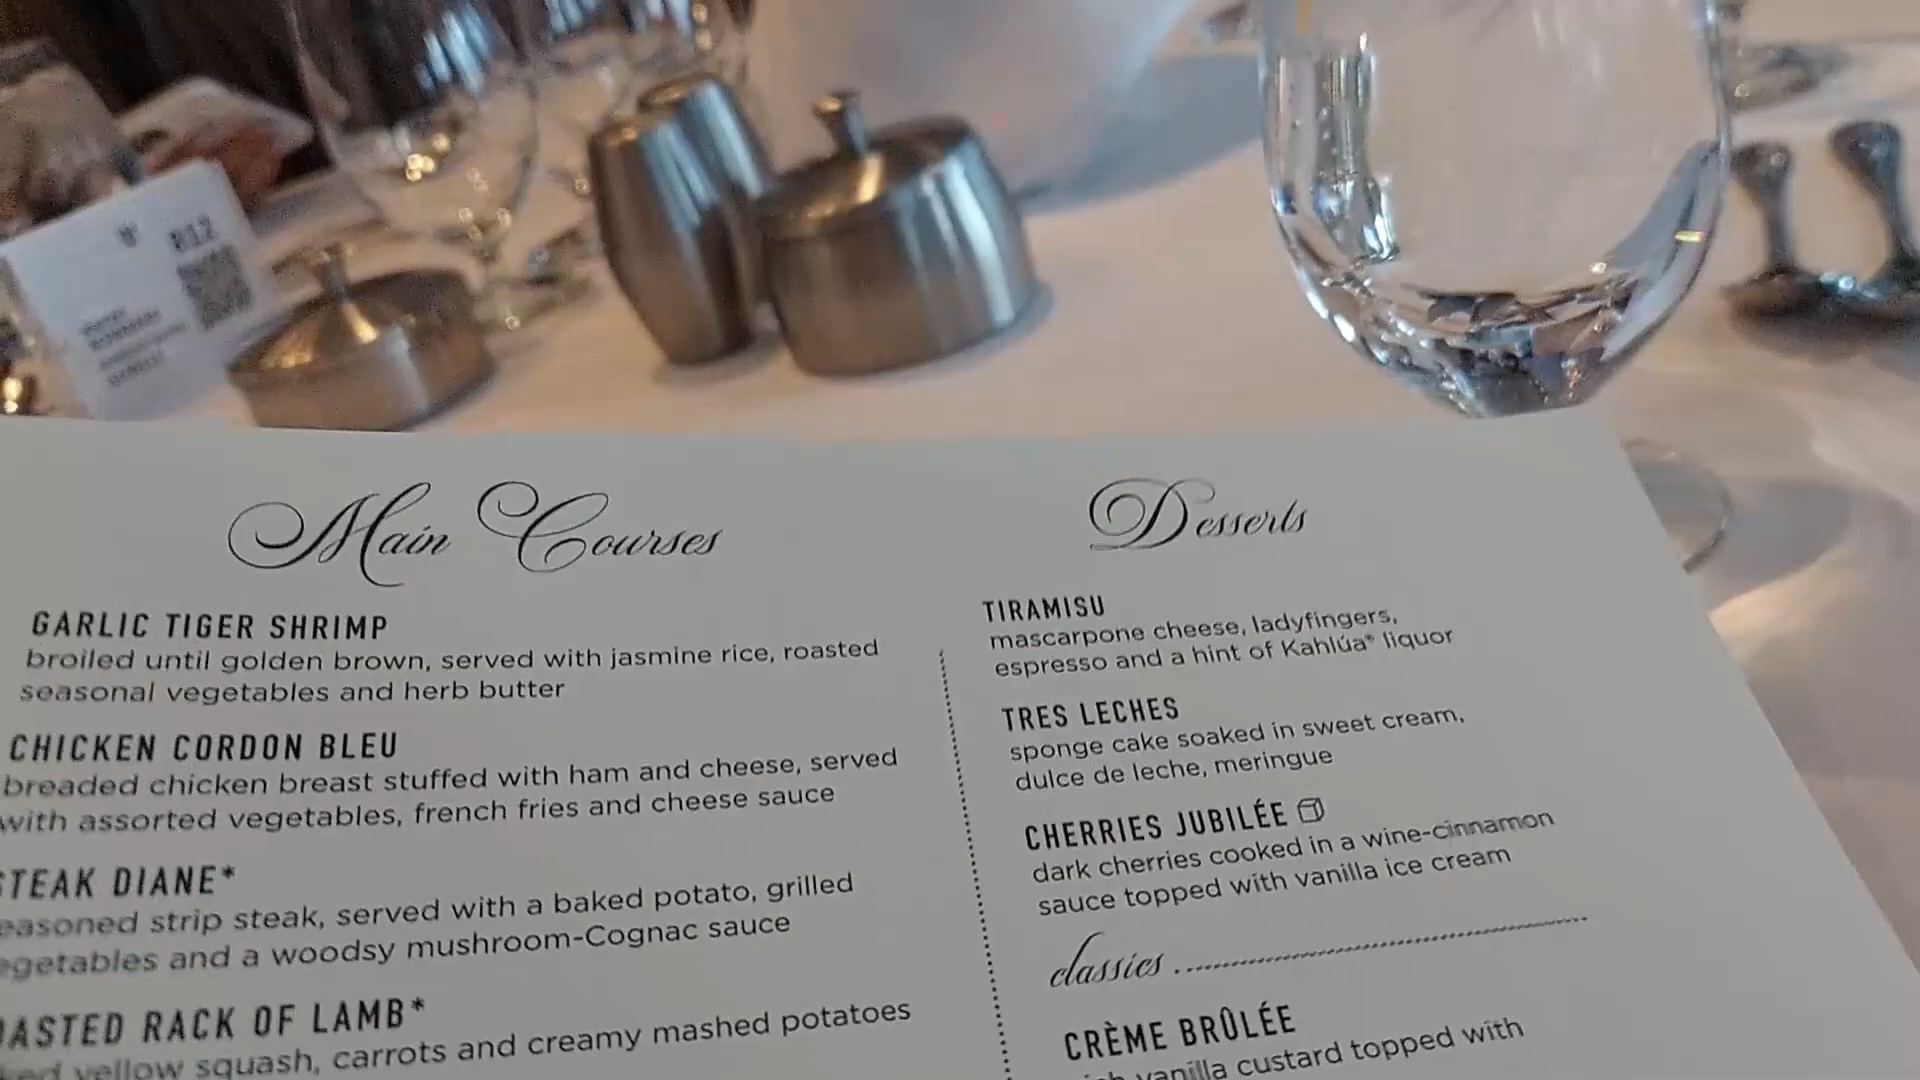 812
Main Courses
GARLIC TIGER SHRIMP
broiled until golden brown, served with jasmine rice, roasted
seasonal vegetables and herb butter
CHICKEN CORDON BLEU
breaded chicken breast stuffed with ham and cheese, served
with assorted vegetables, french fries and cheese sauce
STEAK DIANE*
easoned strip steak, served with a baked potato, grilled
egetables and a woodsy mushroom-Cognac sauce
OASTED RACK OF LAMB*
yellow squash, carrots and creamy mashed potatoes
Desserts
TIRAMISU
mascarpone cheese, ladyfingers,
espresso and a hint of Kahlúa® liquor
TRES LECHES
sponge cake soaked in sweet cream,
dulce de leche, meringue
CHERRIES JUBILÉE
dark cherries cooked in a wine-cinnamon
sauce topped with vanilla ice cream
classics
CRÈME BRÛLÉE
vanilla custard topped with